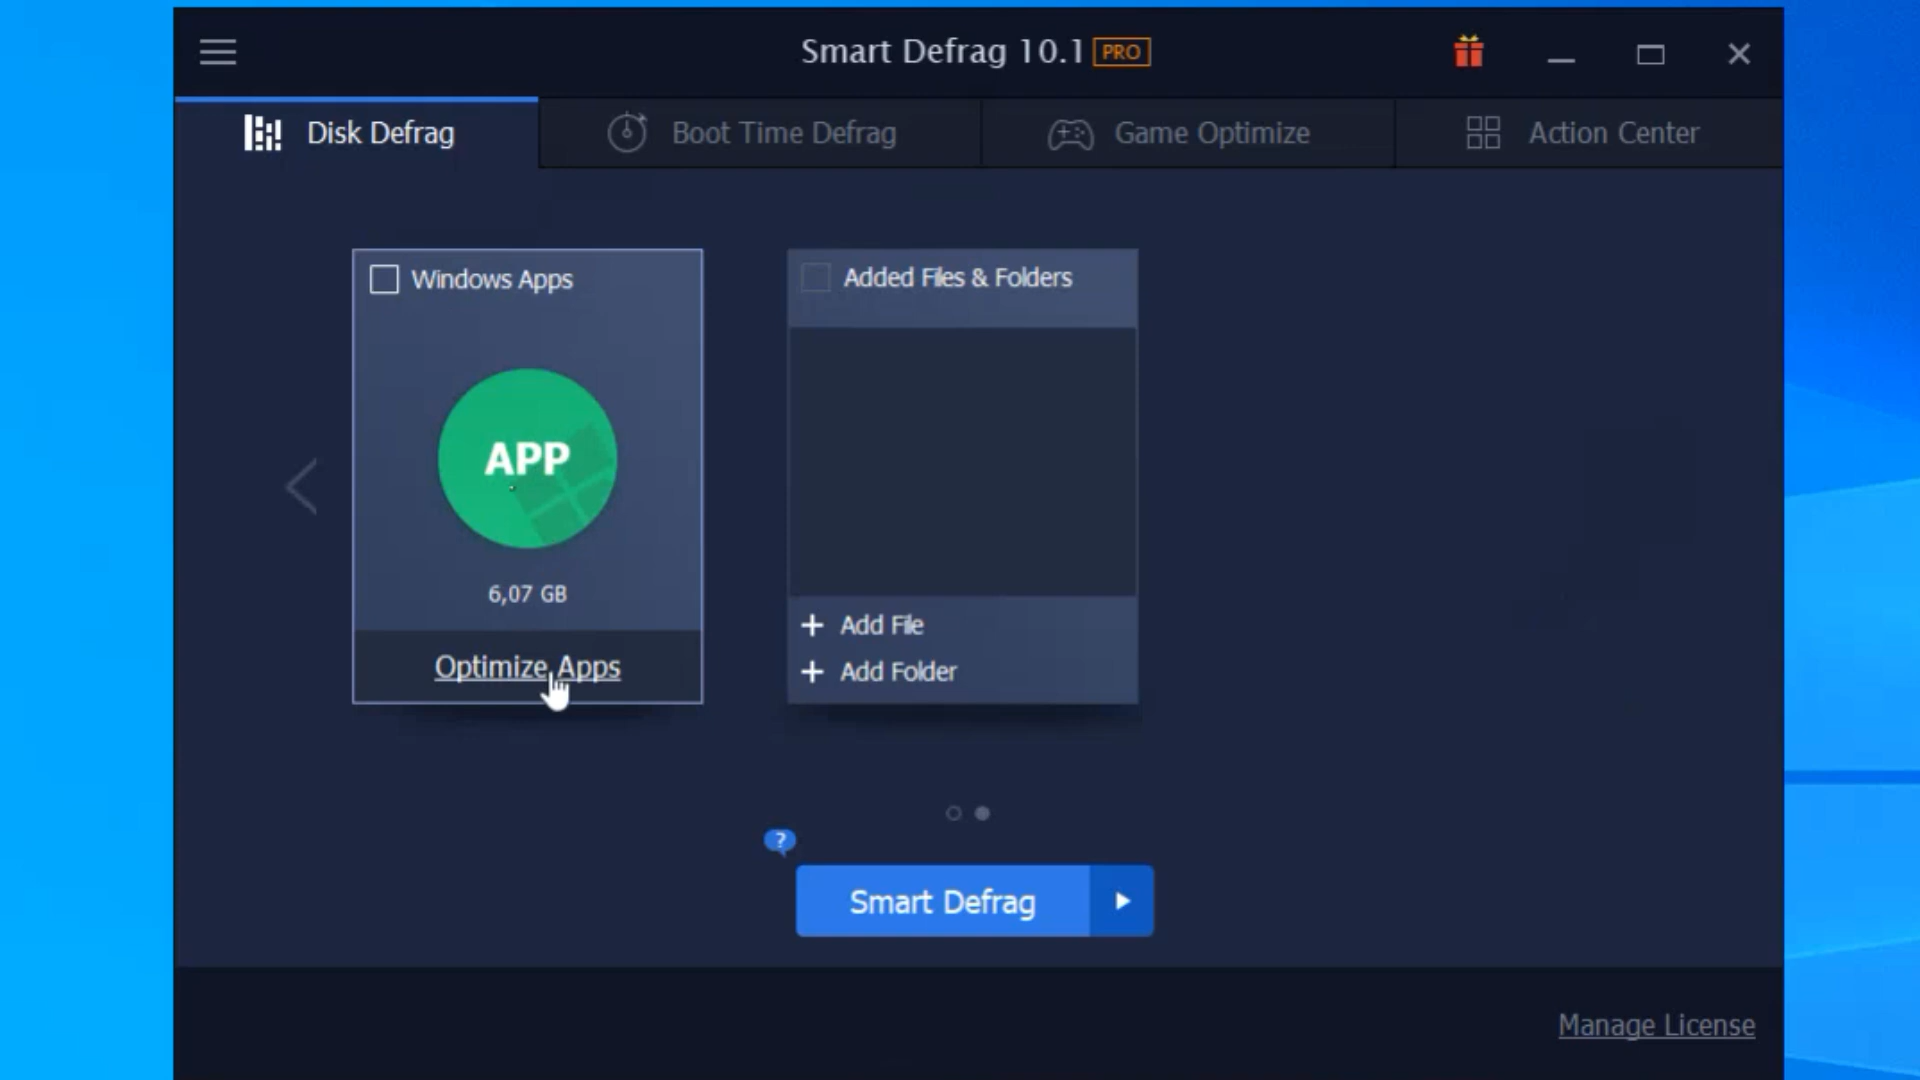 Smart Defrag 10.1 PRO
Disk Defrag
Boot Time Defrag
Game Optimize
Action Center
Windows Apps
APP
6,07 GB
Optimize Apps
Added Files & Folders
+ Add File
+ Add Folder
?
Smart Defrag
Manage License